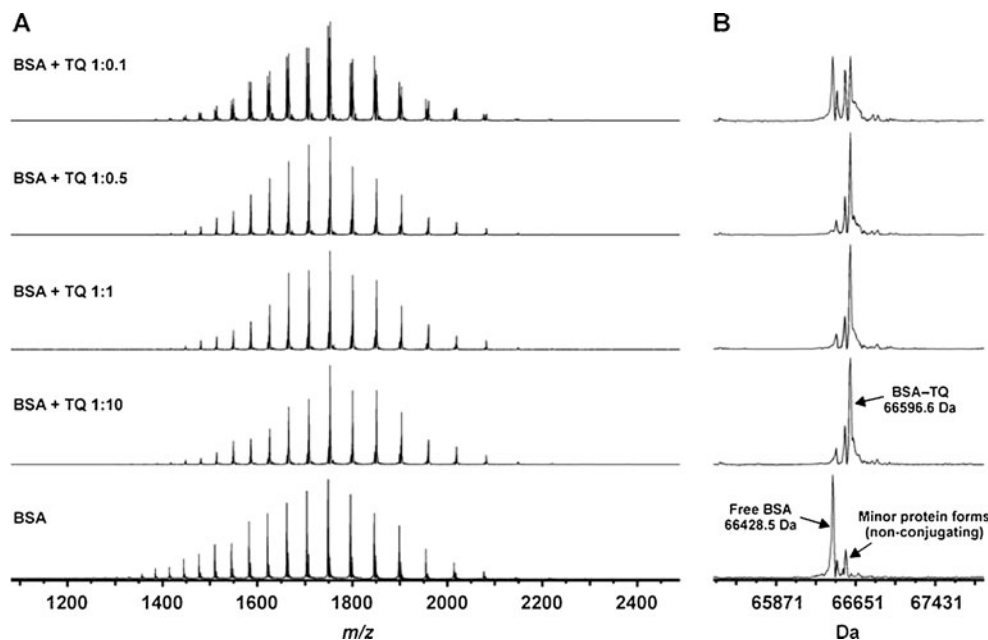 A
B
BSA + TQ 1:0.1
BSA + TQ 1:0.5
BSA + TQ 1:1
BSA + TQ 1:10
BSA–TQ
66596.6 Da
BSA
Free BSA
66428.5 Da
Minor protein forms
(non-conjugating)
1200 1400 1600 1800 2000 2200 2400
m/z
65871 66651 67431
Da